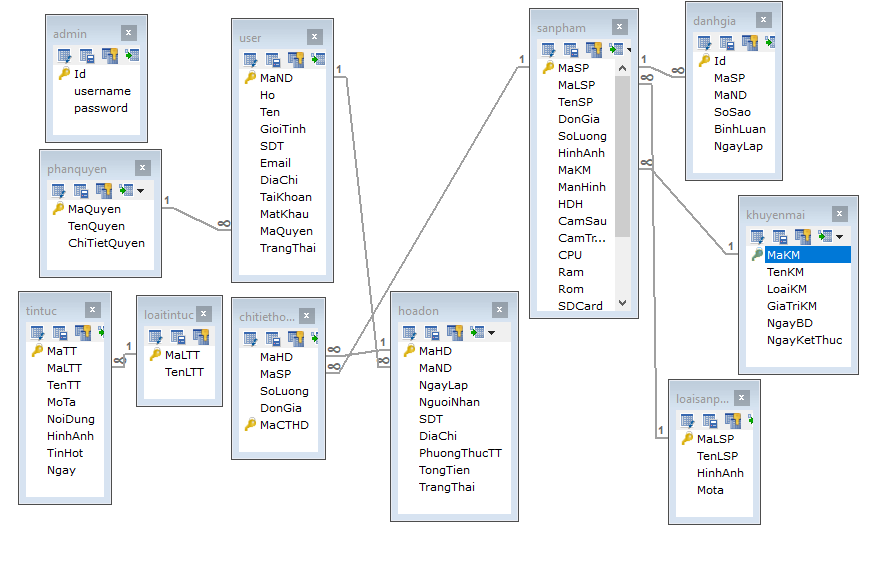 admin
Id
username
password
user
MaND
Ho
Ten
GioiTinh
SDT
Email
DiaChi
TaiKhoan
MatKhau
MaQuyen
TrangThai
sanpham
MaSP
MaLSP
TenSP
DonGia
SoLuong
HinhAnh
MaKM
ManHinh
HDH
CamSau
CamTr...
CPU
Ram
Rom
SDCard
danhgia
Id
MaSP
MaND
SoSao
BinhLuan
NgayLap
phanquyen
MaQuyen
TenQuyen
ChiTietQuyen
khuyenmai
MaKM
TenKM
LoaiKM
GiaTriKM
NgayBD
NgayKetThuc
tintuc
MaTT
MaLTT
TenTT
MoTa
NoiDung
HinhAnh
TinHot
Ngay
loaitintuc
MaLTT
TenLTT
chitietho...
MaHD
MaSP
SoLuong
DonGia
MaCTHD
hoadon
MaHD
MaND
NgayLap
NguoiNhan
SDT
DiaChi
PhuongThucTT
TongTien
TrangThai
loaisanp...
MaLSP
TenLSP
HinhAnh
Mota
1
∞
1
∞
1
∞
1
∞
1
∞
1
∞
1
∞
1
∞